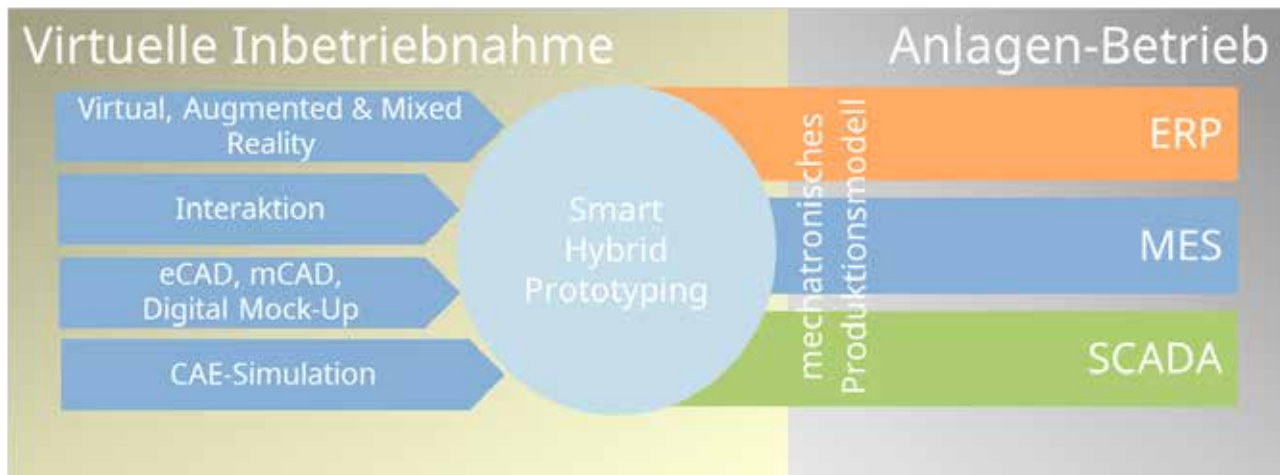 Virtuelle Inbetriebnahme
Anlagen-Betrieb
Virtual, Augmented & Mixed
Reality
Interaktion
eCAD, mCAD,
Digital Mock-Up
CAE-Simulation
Smart
Hybrid
Prototyping
mechatronisches
Produktionsmodell
ERP
MES
SCADA